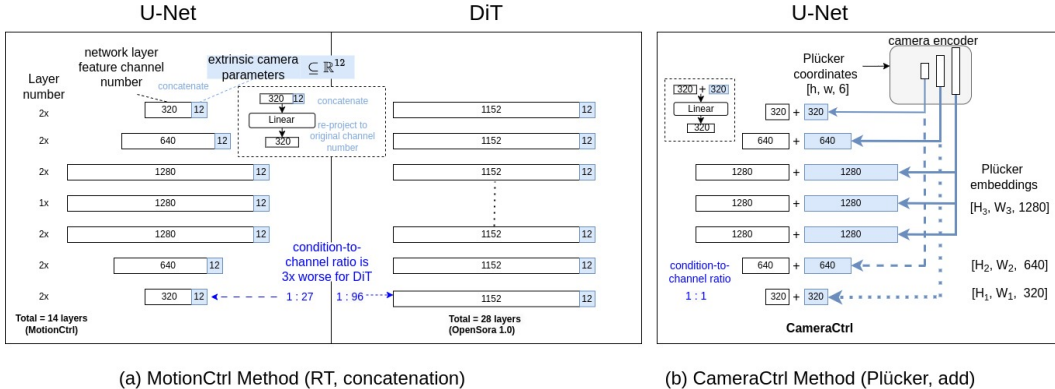 U-Net
DiT
U-Net
network layer
feature channel
number
extrinsic camera
parameters
⊆ ℝ¹²
Layer
number
concatenate
2x
320
12
2x
640
12
2x
1280
12
1x
1280
12
2x
1280
12
2x
640
12
2x
320
12
320
12
concatenate
Linear
re-project to
original channel
number
320
condition-to-
channel ratio is
3x worse for DiT
1 : 27
1 : 96
Total = 14 layers
(MotionCtrl)
1152
12
1152
12
1152
12
1152
12
1152
12
1152
12
Total = 28 layers
(OpenSora 1.0)
camera encoder
Plücker
coordinates
[h, w, 6]
320 + 320
Linear
320
320 + 320
640 + 640
1280 + 1280
1280 + 1280
1280 + 1280
640 + 640
320 + 320
Plücker
embeddings
[H₃, W₃, 1280]
[H₂, W₂, 640]
[H₁, W₁, 320]
condition-to-
channel ratio
1 : 1
CameraCtrl
(a) MotionCtrl Method (RT, concatenation)
(b) CameraCtrl Method (Plücker, add)